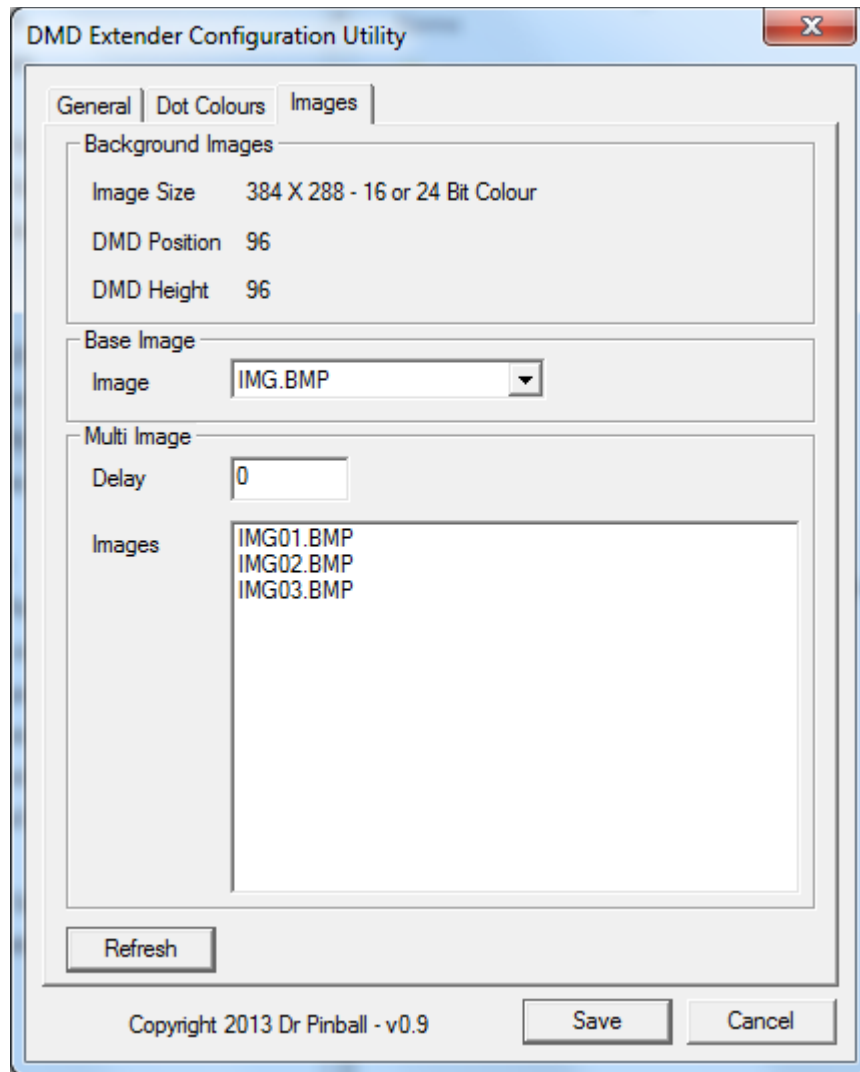 DMD Extender Configuration Utility
General Dot Colours Images
Background Images
Image Size 384 X 288 - 16 or 24 Bit Colour
DMD Position 96
DMD Height 96
Base Image
Image IMG.BMP
Multi Image
Delay 0
Images IMG01.BMP
IMG02.BMP
IMG03.BMP
Refresh
Copyright 2013 Dr Pinball - v0.9 Save Cancel